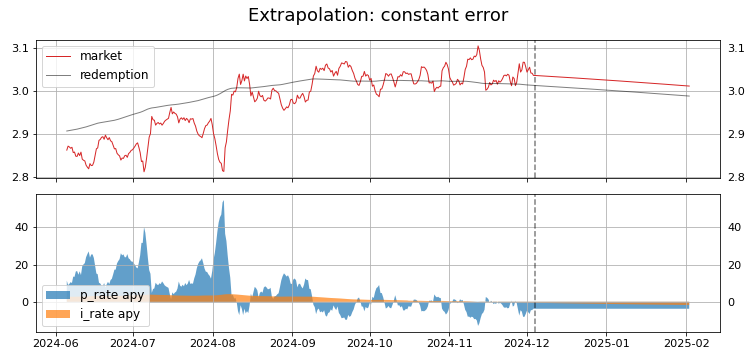 Extrapolation: constant error
3.1
3.1
market
redemption
3.0
3.0
2.9
2.9
2.8
2.8
40
40
20
20
p_rate apy
0
0
i_rate apy
2024-06 2024-07 2024-08 2024-09 2024-10 2024-11 2024-12 2025-01 2025-02